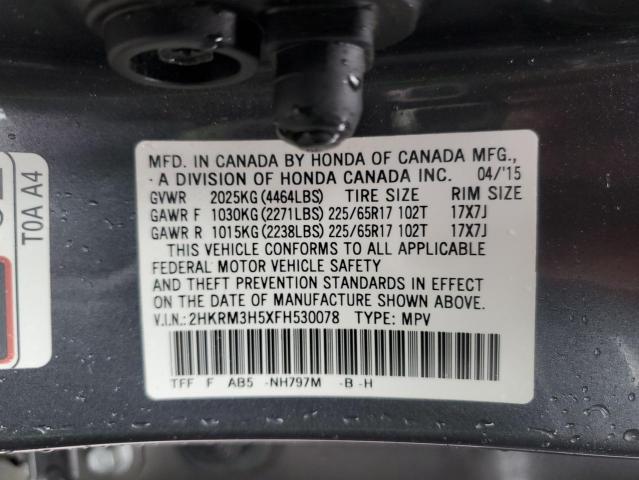 MFD. IN CANADA BY HONDA OF CANADA MFG.,
A DIVISION OF HONDA CANADA INC. 04/'15
GVWR 2025KG (4464LBS) TIRE SIZE RIM SIZE
GAWR F 1030KG (2271LBS) 225/65R17 102T 17X7J
GAWR R 1015KG (2238LBS) 225/65R17 102T 17X7J
THIS VEHICLE CONFORMS TO ALL APPLICABLE
FEDERAL MOTOR VEHICLE SAFETY
AND THEFT PREVENTION STANDARDS IN EFFECT
ON THE DATE OF MANUFACTURE SHOWN ABOVE.
V.I.N.: 2HKRM3H5XFH530078 TYPE: MPV
TFF F AB5 -NH797M -B -H
T0A A4